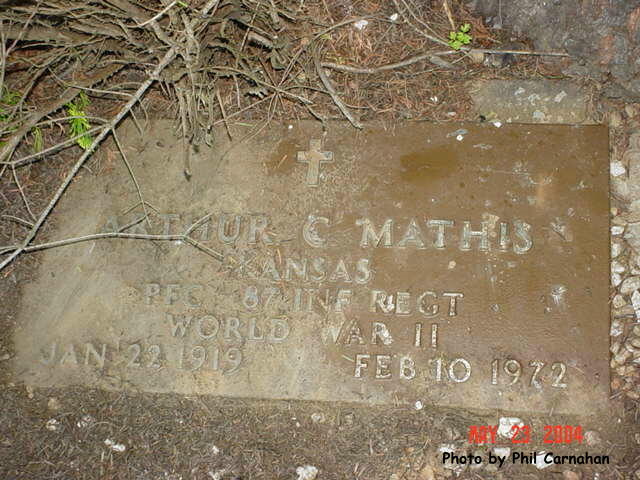 ARTHUR C MATHIS
KANSAS
PFC 87 INF REGT
WORLD WAR II
JAN 22 1919 FEB 10 1972
MAY 23 2004
Photo by Phil Carnahan